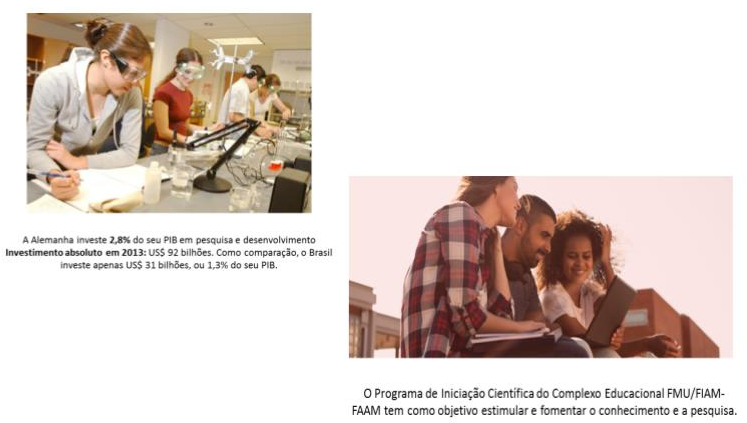 A Alemanha investe 2,8% do seu PIB em pesquisa e desenvolvimento
Investimento absoluto em 2013: US$ 92 bilhões. Como comparação, o Brasil
investe apenas US$ 31 bilhões, ou 1,3% do seu PIB.
O Programa de Iniciação Científica do Complexo Educacional FMU/FIAM-
FAAM tem como objetivo estimular e fomentar o conhecimento e a pesquisa.